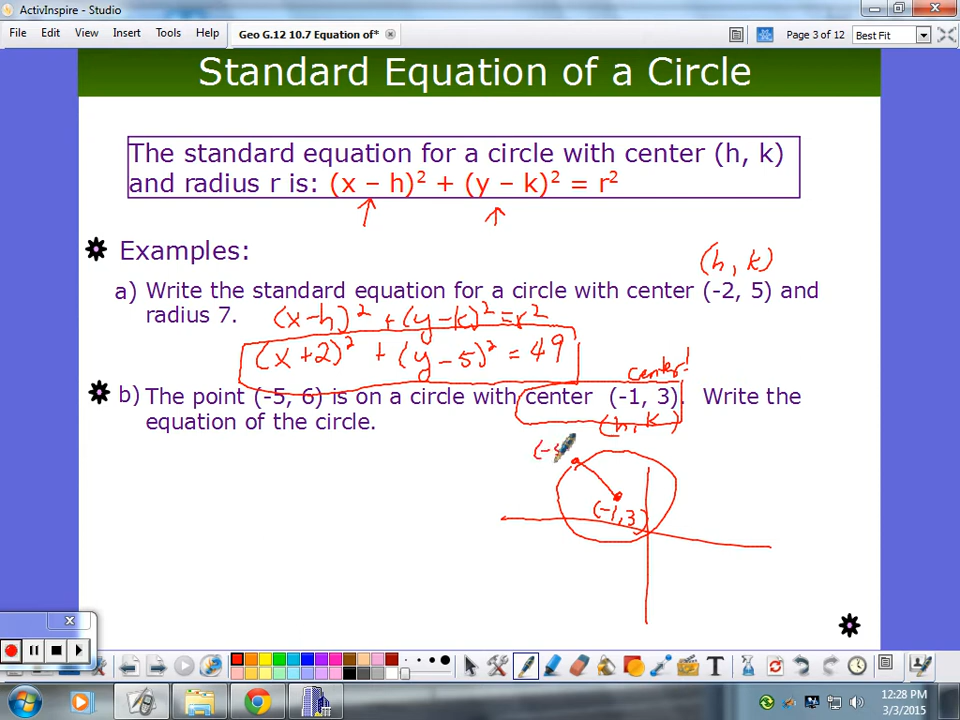 ActivInspire - Studio
File Edit View Insert Tools Help Geo G.12 10.7 Equation of* Page 3 of 12 Best Fit
Standard Equation of a Circle
The standard equation for a circle with center (h, k)
and radius r is: (x – h)² + (y – k)² = r²
Examples:
(h, k)
a) Write the standard equation for a circle with center (-2, 5) and
radius 7.
(x-h)² + (y-k)² = r²
(x+2)² + (y-5)² = 49
center!
b) The point (-5, 6) is on a circle with center (-1, 3). Write the
equation of the circle.
(h, k)
(-1,3)
T
12:28 PM
3/3/2015